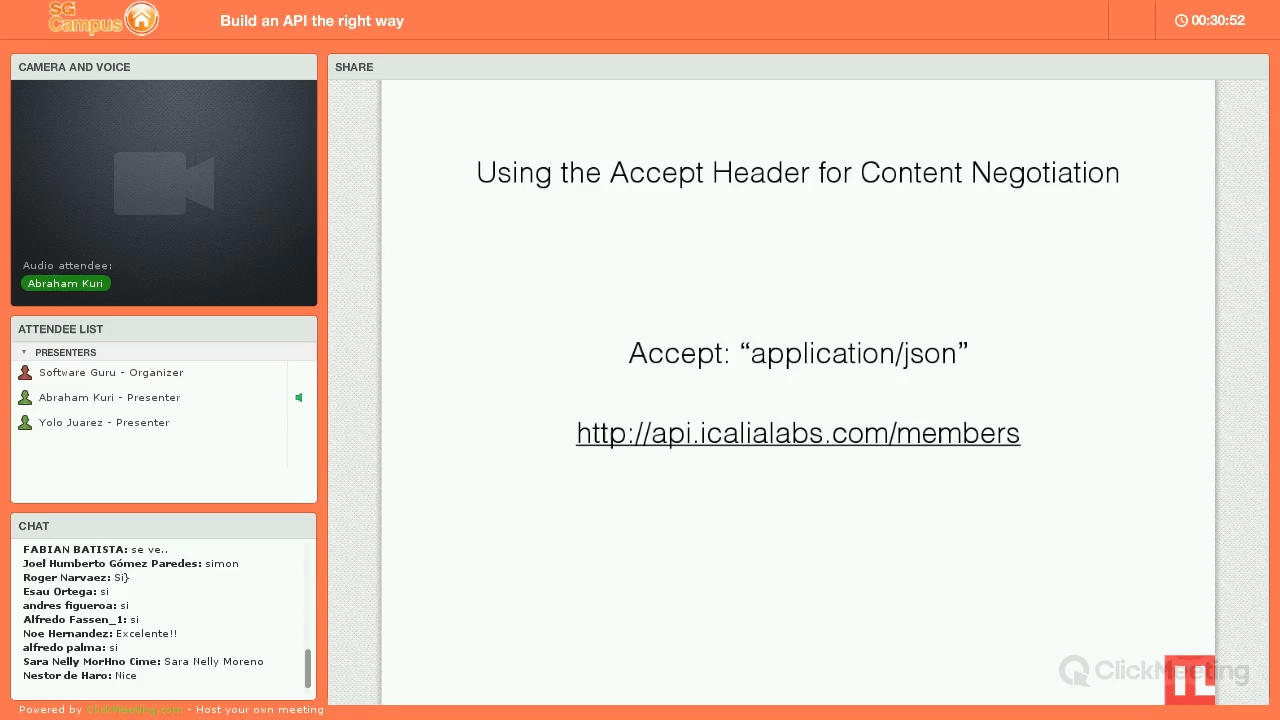 SG
Campus
Build an API the right way
00:30:52
CAMERA AND VOICE
Audio attendee:
Abraham Kuri
ATTENDEE LIST
PRESENTERS
Software Guru - Organizer
Abraham Kuri - Presenter
Yolo Juarez - Presenter
CHAT
FABIAN BATISTA: se ve..
Joel Humberto Gómez Paredes: simon
Roger Narvaez: Si}
Esau Ortega: si
andres figueroa: si
Alfredo Fassen_1: si
Noe Hernandez: Excelente!!
alfredo palma: si
Sara Nelly MorHno Cime: Sara Nelly Moreno
Nestor de Haro: Nice
Powered by ClickMeeting.com - Host your own meeting
SHARE
Using the Accept Header for Content Negotiation
Accept: “application/json”
http://api.icalialabs.com/members
ClickMeeting